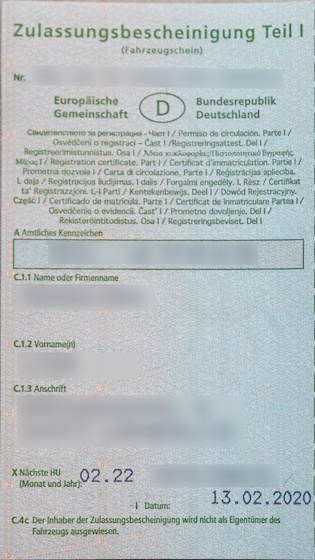 Zulassungsbescheinigung Teil I
(Fahrzeugschein)
Nr.
Europäische Gemeinschaft
D
Bundesrepublik Deutschland
Свидетелството за регистрация - Част I / Permiso de circulación. Parte I /
Osvědčení o registraci – Část I /Registreringsattest. Del I /
Registreerimistunnistus. Osa I / Άδεια κυκλοφορίας/Πιστοποιητικό Εγγραφής.
Μέρος I / Registration certificate. Part I / Certificat d'immatriculation. Partie I /
Prometna dozvola I / Carta di circolazione. Parte I / Reģistrācijas apliecība.
I. daļa / Registracijos liudijimas. I dalis / Forgalmi engedély. I. Rész / Certifikat
ta' Reġistrazzjoni. L-I Parti / Kentekenbewijs. Deel I / Dowód Rejestracyjny.
Część I / Certificado de matrícula. Parte I / Certificat de înmatriculare Partea I /
Osvedčenie o evidencii. Časť I / Prometno dovoljenje. Del I /
Rekisteröintitodistus. Osa I / Registreringsbeviset. Del I
A Amtliches Kennzeichen
C.1.1 Name oder Firmenname
C.1.2 Vorname(n)
C.1.3 Anschrift
X Nächste HU
(Monat und Jahr):
02.22
I Datum:
13.02.2020
C.4c Der Inhaber der Zulassungsbescheinigung wird nicht als Eigentümer des
Fahrzeugs ausgewiesen.